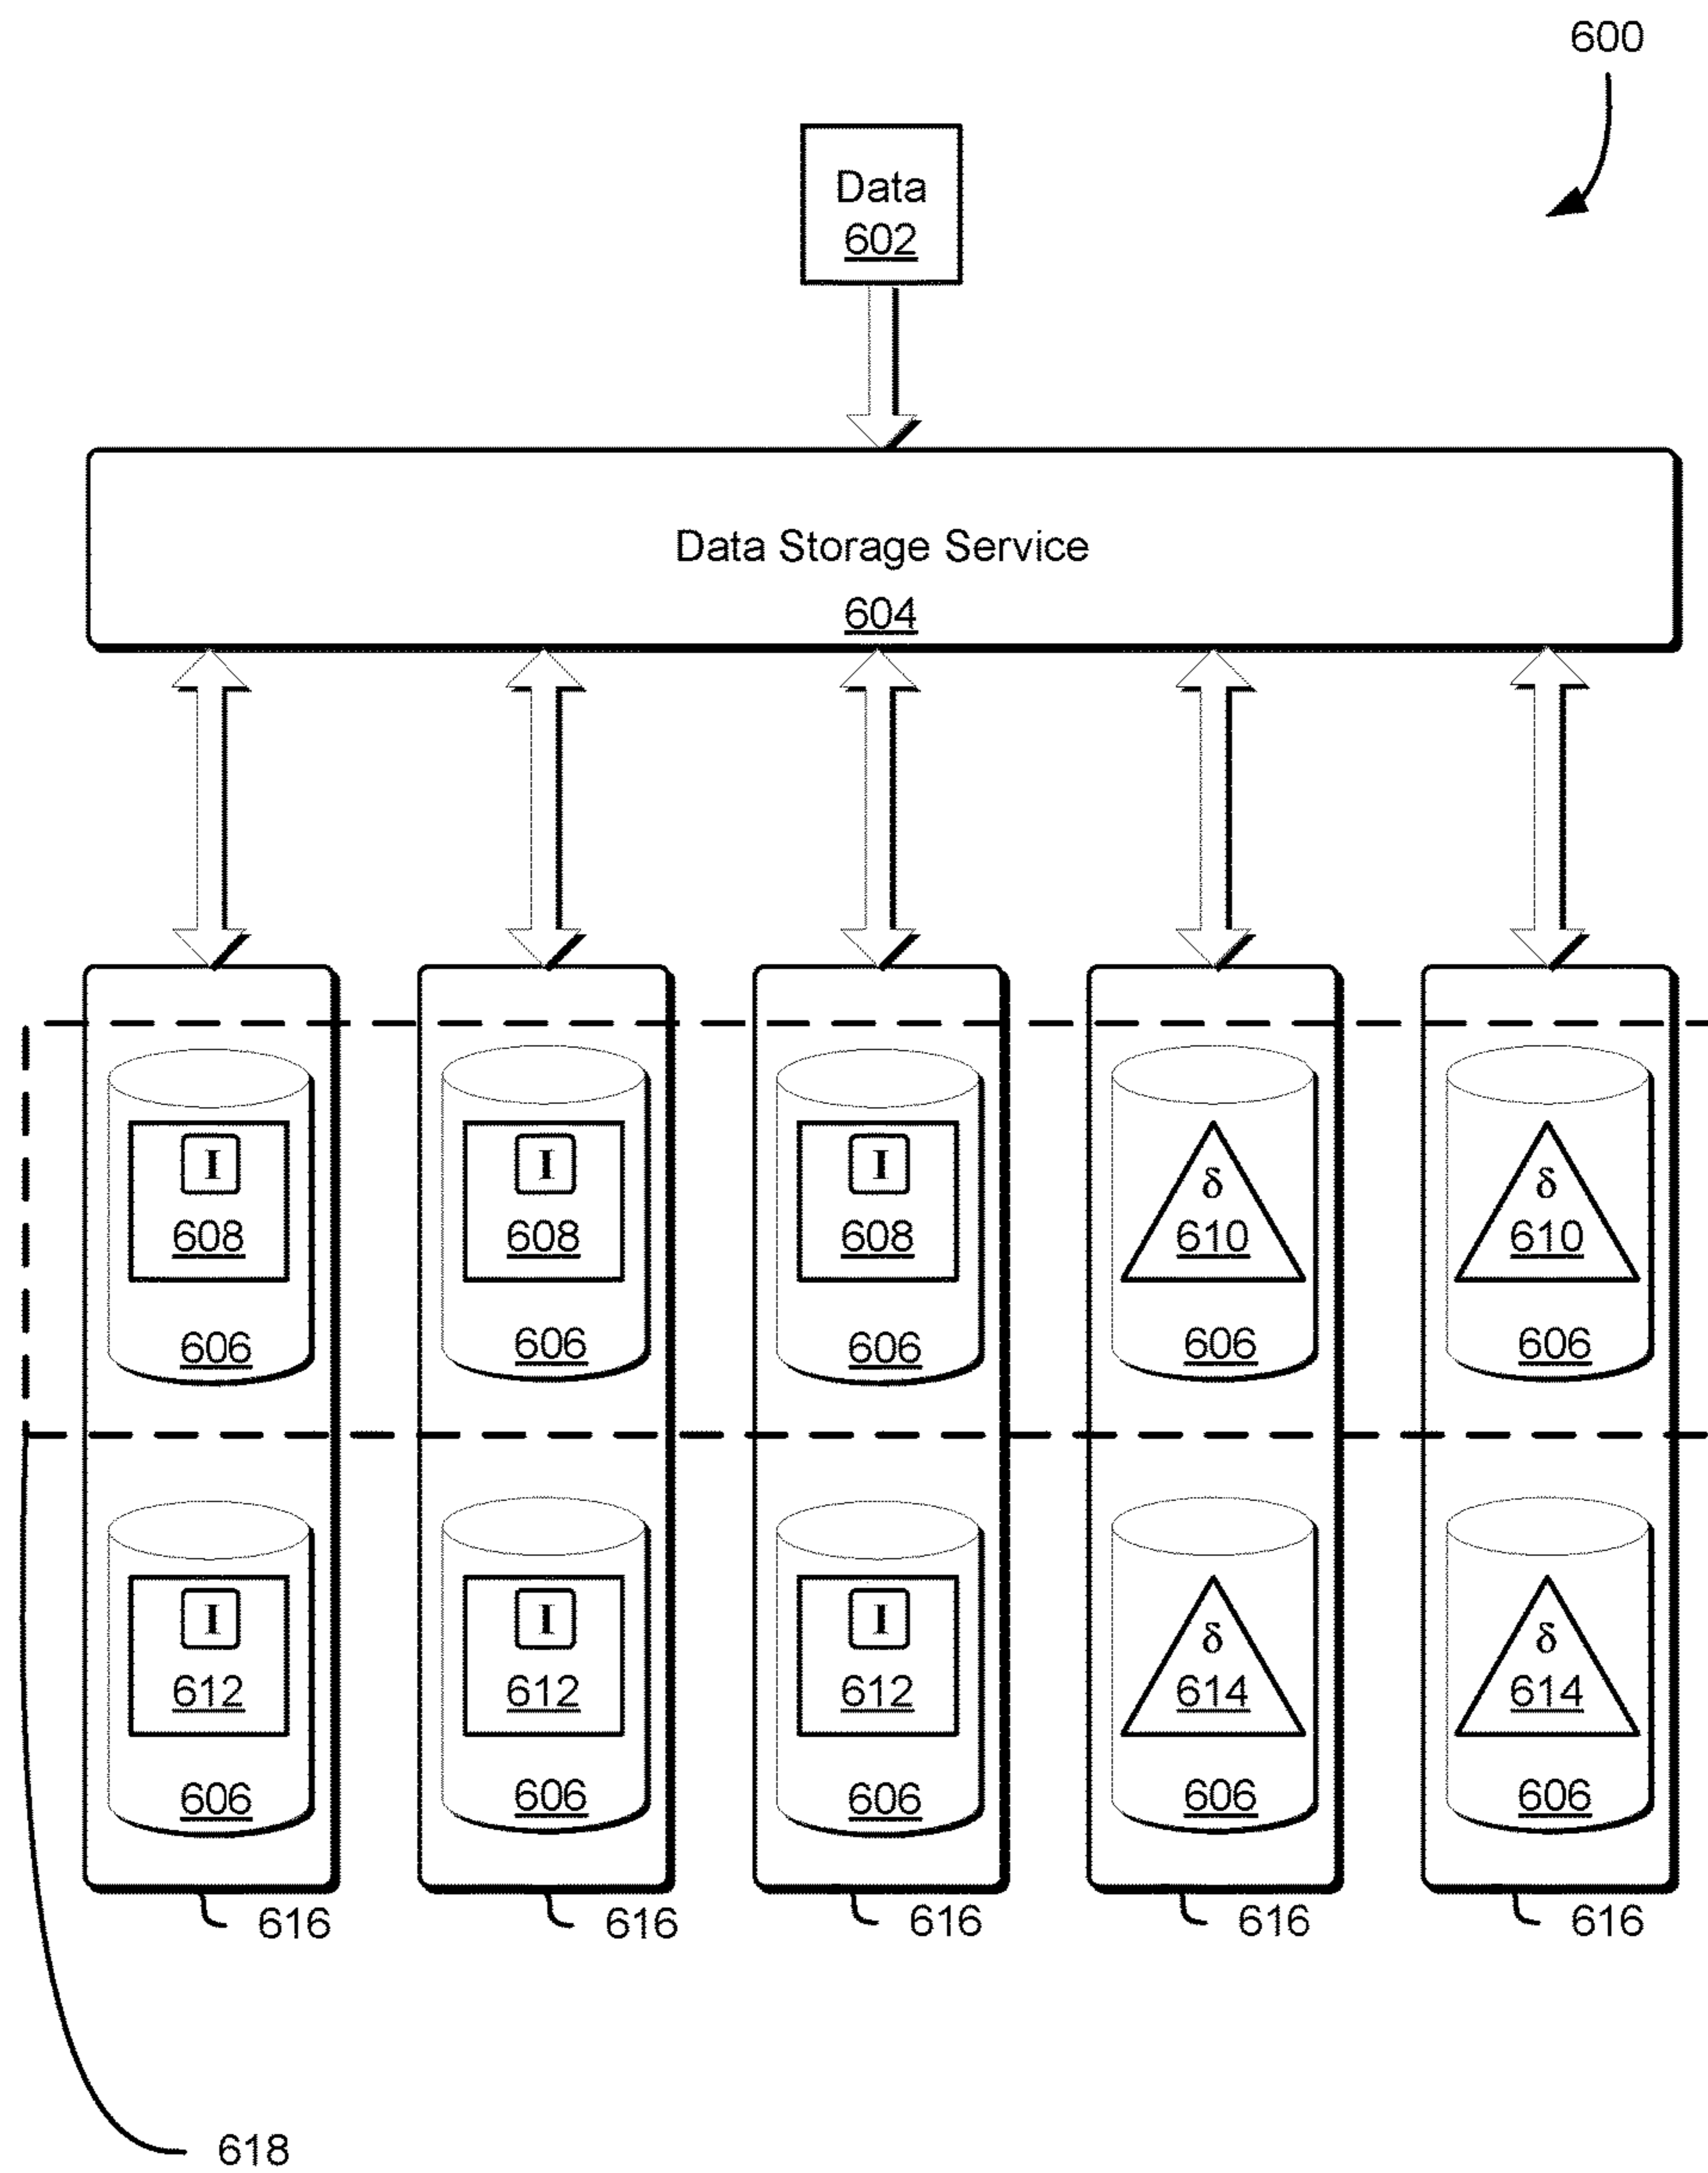 600
Data
602
Data Storage Service
604
I I I δ δ
608 608 608 610 610
606 606 606 606 606
I I I δ δ
612 612 612 614 614
606 606 606 606 606
616 616 616 616 616
618